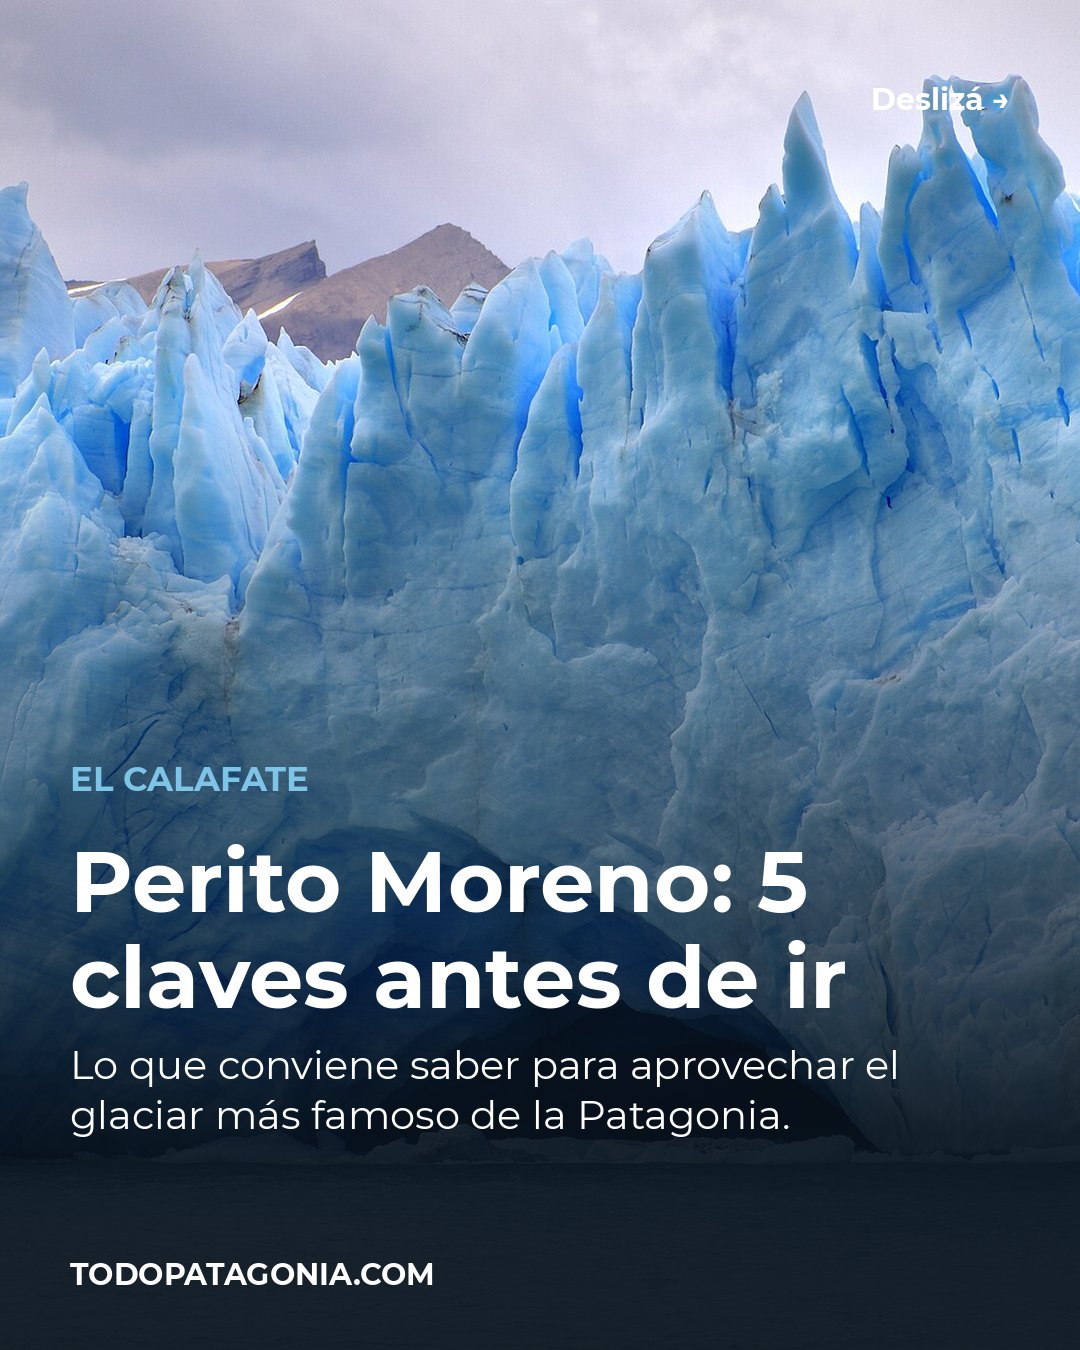 Deslizá →
EL CALAFATE
Perito Moreno: 5
claves antes de ir
Lo que conviene saber para aprovechar el
glaciar más famoso de la Patagonia.
TODOPATAGONIA.COM